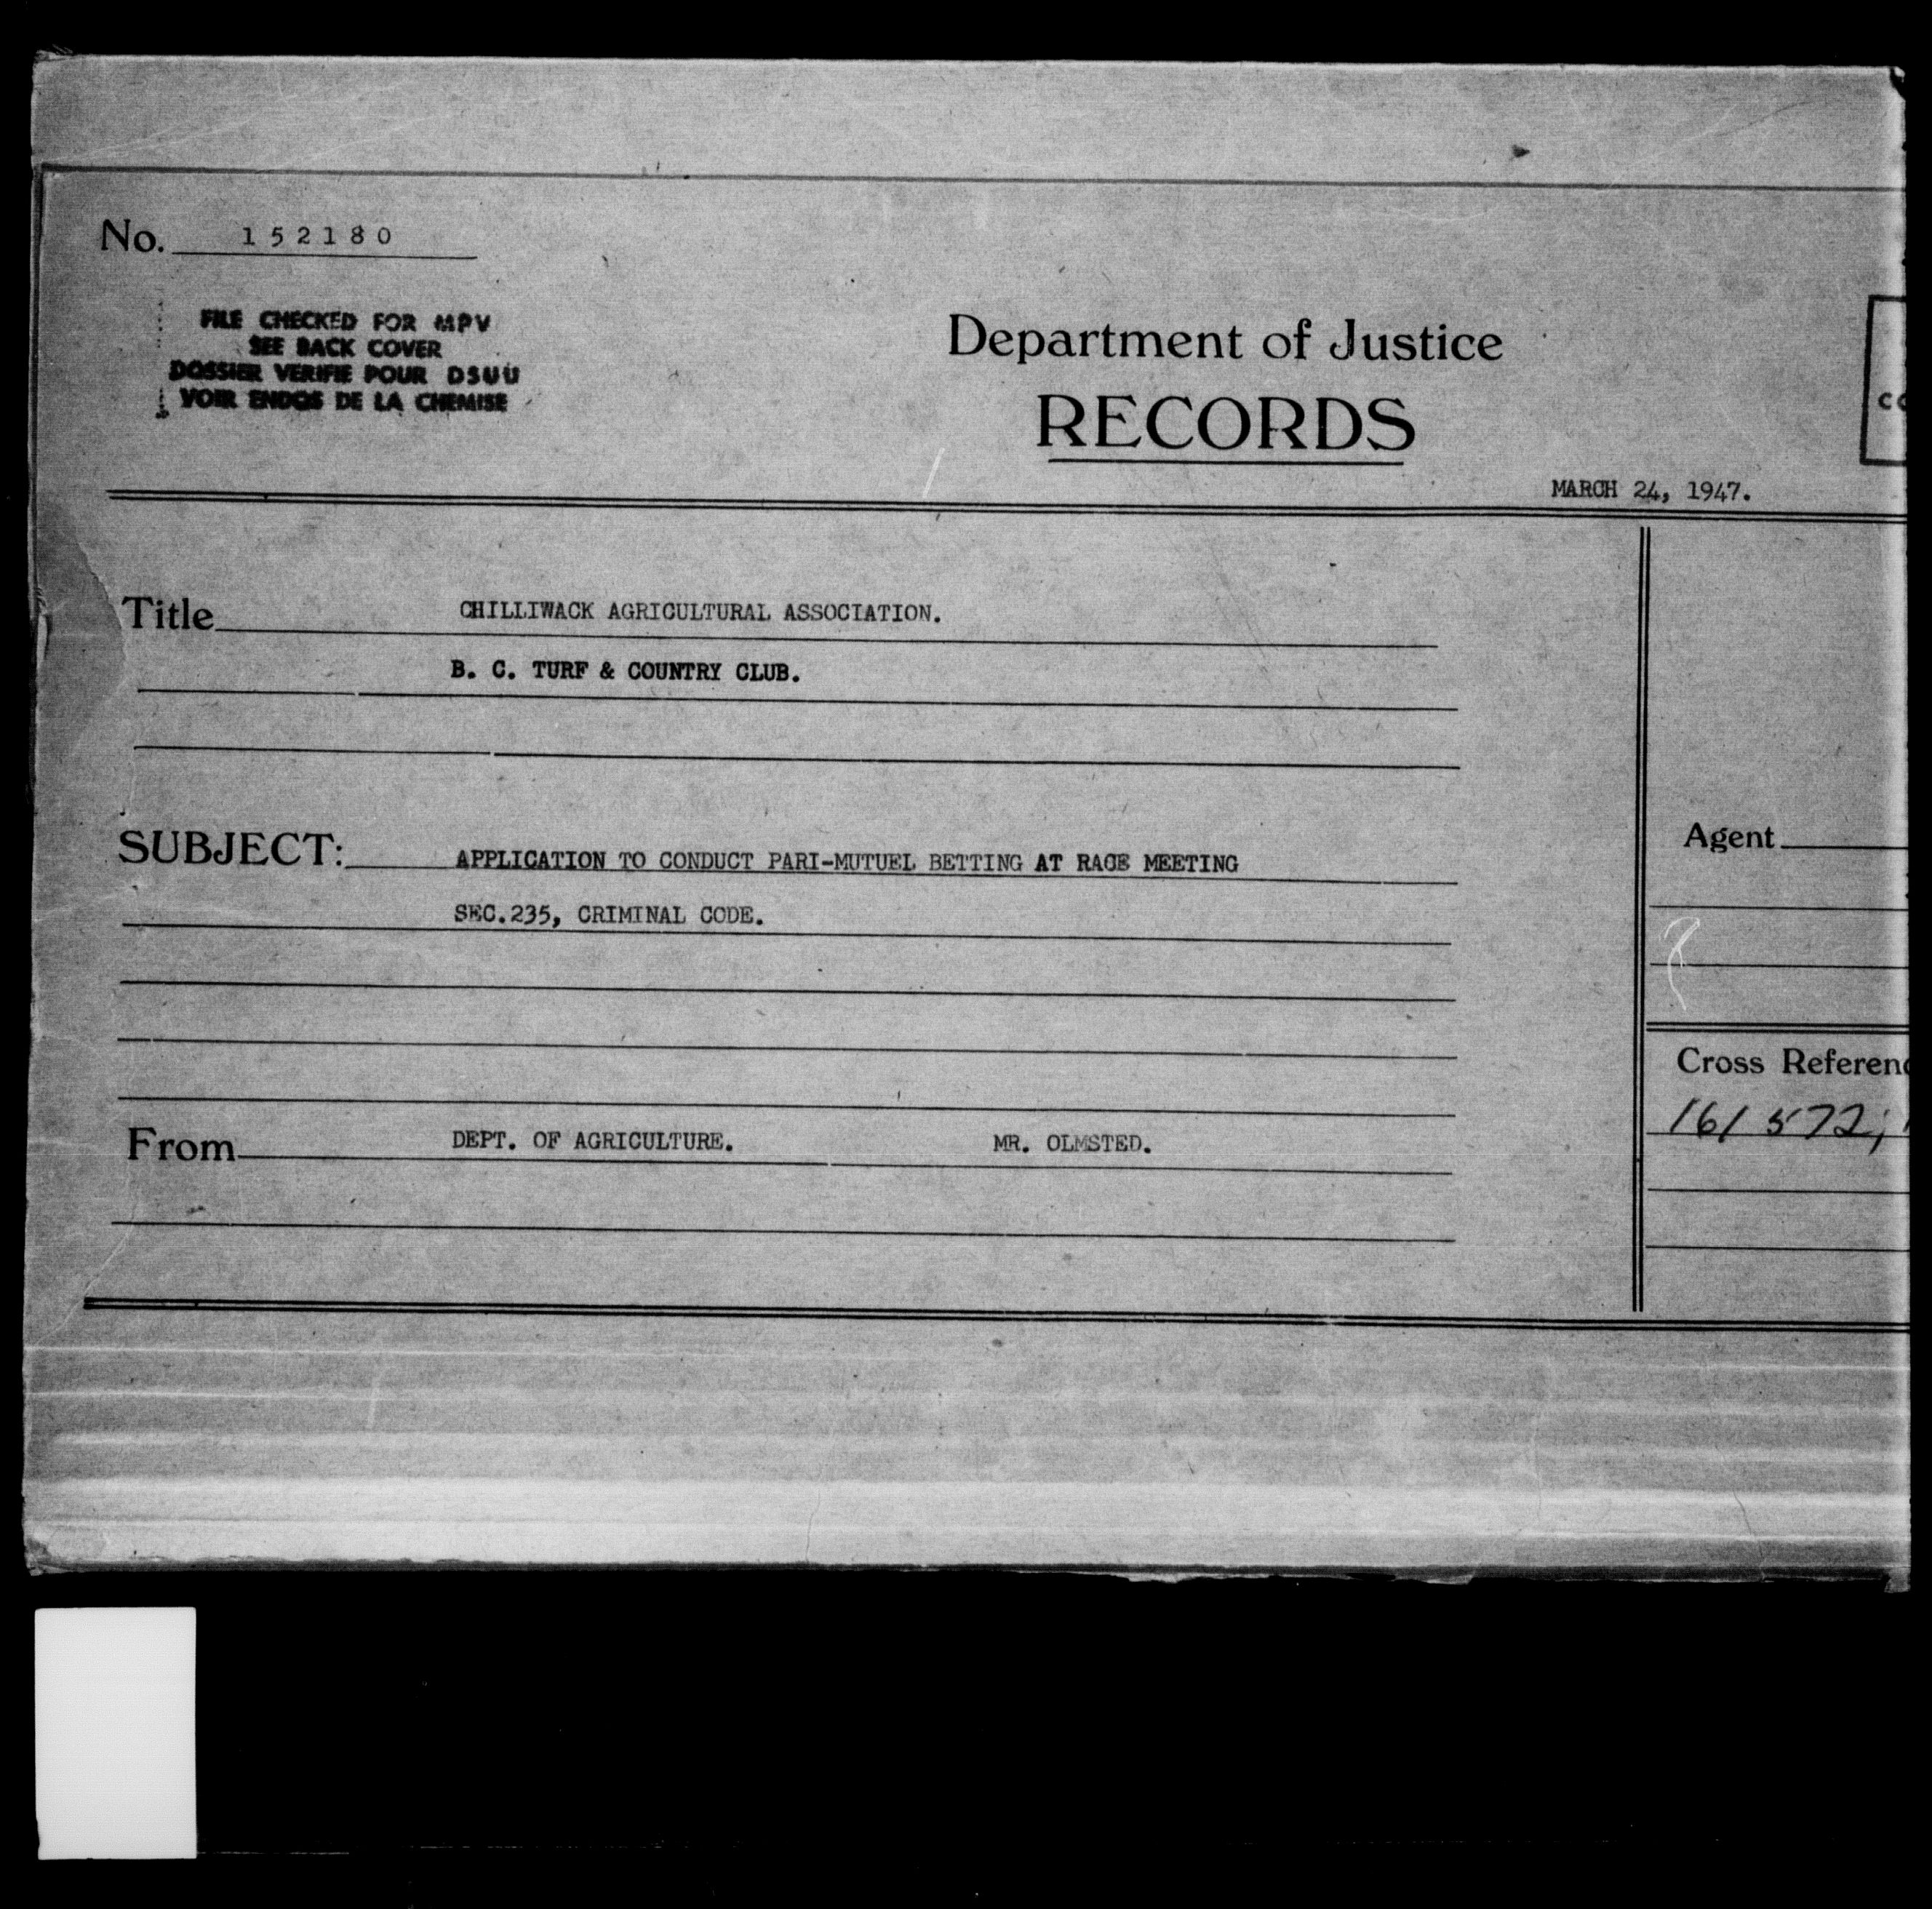 No. 152180
FILE CHECKED FOR MPV
SEE BACK COVER
DOSSIER VERIFIE POUR DSUU
VOIR ENDOS DE LA CHEMISE
Department of Justice
RECORDS
MARCH 24, 1947.
Title CHILLIWACK AGRICULTURAL ASSOCIATION.
B. C. TURF & COUNTRY CLUB.
SUBJECT: APPLICATION TO CONDUCT PARI-MUTUEL BETTING AT RACE MEETING
SEC.235, CRIMINAL CODE.
From DEPT. OF AGRICULTURE. MR. OLMSTED.
Agent
Cross Referenc
161572;